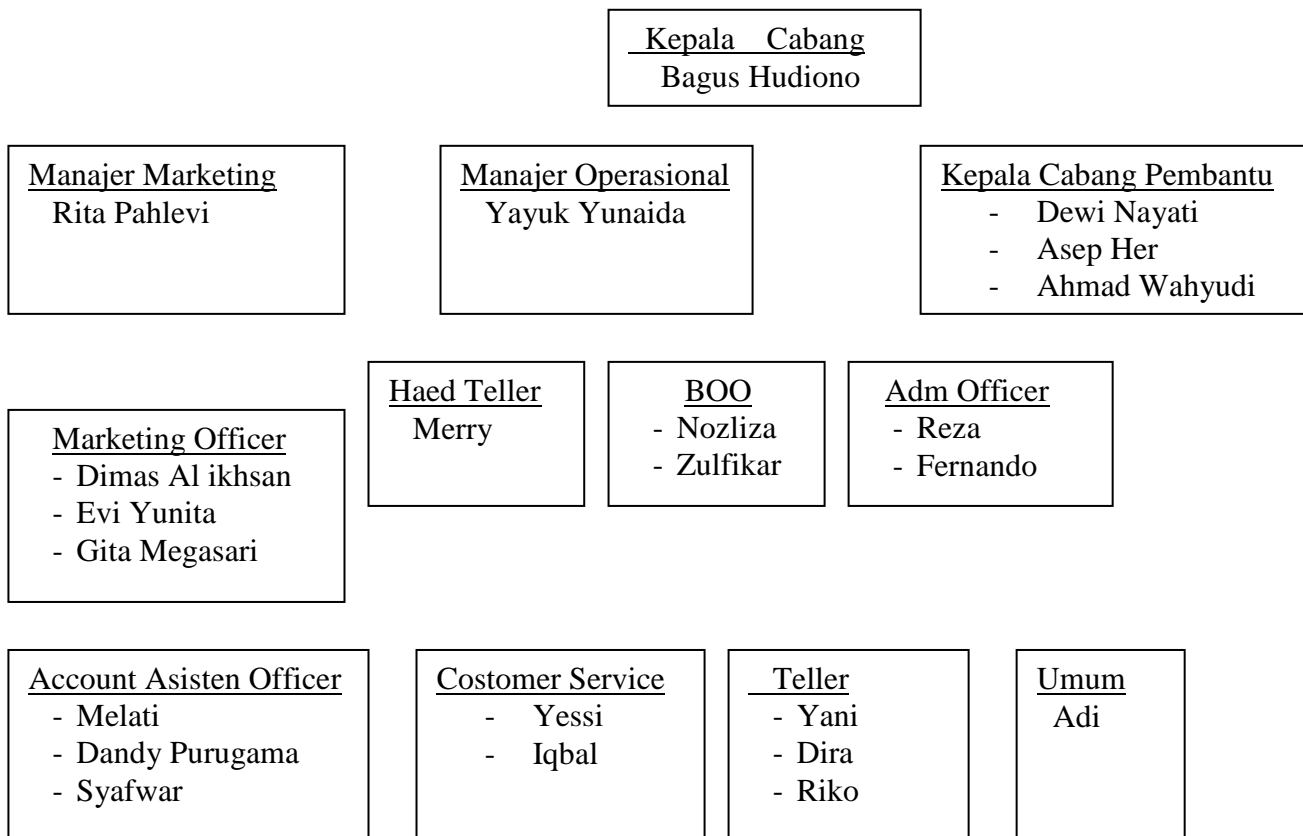 Kepala Cabang
Bagus Hudiono
Manajer Marketing
Rita Pahlevi
Manajer Operasional
Yayuk Yunaida
Kepala Cabang Pembantu
- Dewi Nayati
- Asep Her
- Ahmad Wahyudi
Marketing Officer
- Dimas Al ikhsan
- Evi Yunita
- Gita Megasari
Haed Teller
Merry
BOO
- Nozliza
- Zulfikar
Adm Officer
- Reza
- Fernando
Account Asisten Officer
- Melati
- Dandy Purugama
- Syafwar
Costomer Service
- Yessi
- Iqbal
Teller
- Yani
- Dira
- Riko
Umum
Adi